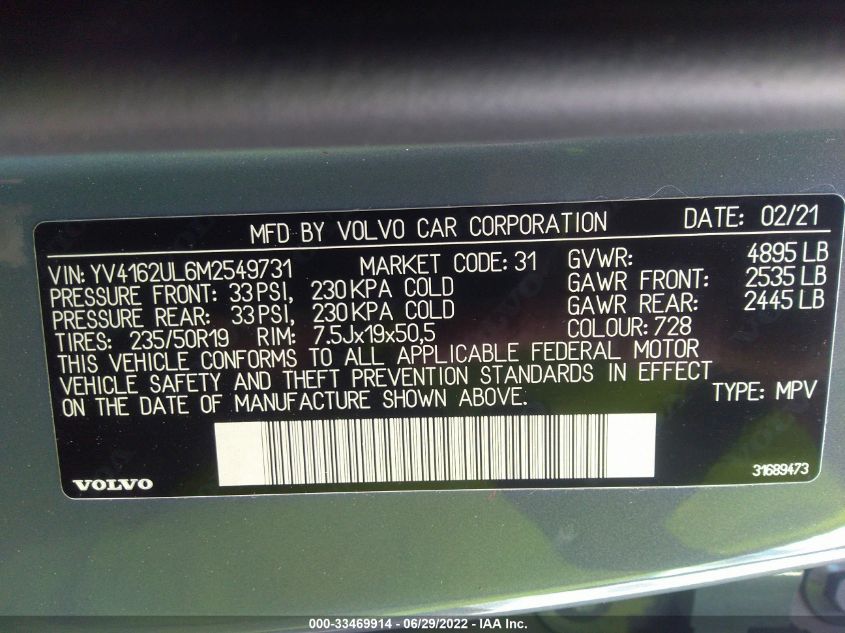 MFD BY VOLVO CAR CORPORATION DATE: 02/21
VIN: YV4162UL6M2549731 MARKET CODE: 31 GVWR: 4895 LB
PRESSURE FRONT: 33 PSI, 230 KPA COLD GAWR FRONT: 2535 LB
PRESSURE REAR: 33 PSI, 230 KPA COLD GAWR REAR: 2445 LB
TIRES: 235/50R19 RIM: 7.5Jx19x50,5 COLOUR: 728
THIS VEHICLE CONFORMS TO ALL APPLICABLE FEDERAL MOTOR
VEHICLE SAFETY AND THEFT PREVENTION STANDARDS IN EFFECT
ON THE DATE OF MANUFACTURE SHOWN ABOVE. TYPE: MPV
VOLVO 31689473
000-33469914 - 06/29/2022 - IAA Inc.